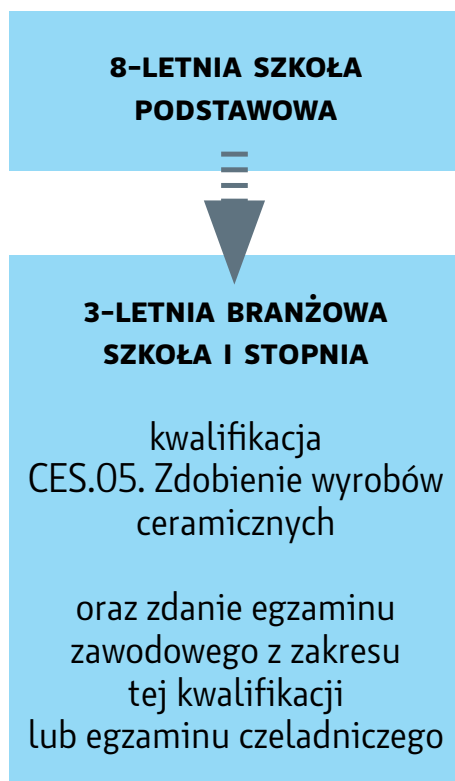 8-LETNIA SZKOŁA
PODSTAWOWA
3-LETNIA BRANŻOWA
SZKOŁA I STOPNIA
kwalifikacja
CES.05. Zdobienie wyrobów
ceramicznych
oraz zdanie egzaminu
zawodowego z zakresu
tej kwalifikacji
lub egzaminu czeladniczego